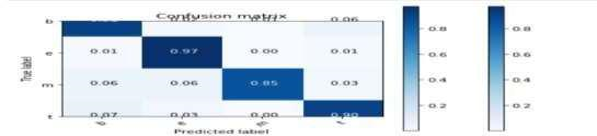 Confusion matrix
b 0.06
e 0.01 0.97 0.00 0.01
m 0.06 0.06 0.85 0.03
t 0.07 0.03 0.00 0.90
True label
Predicted label
0.8 0.8
0.6 0.6
0.4 0.4
0.2 0.2